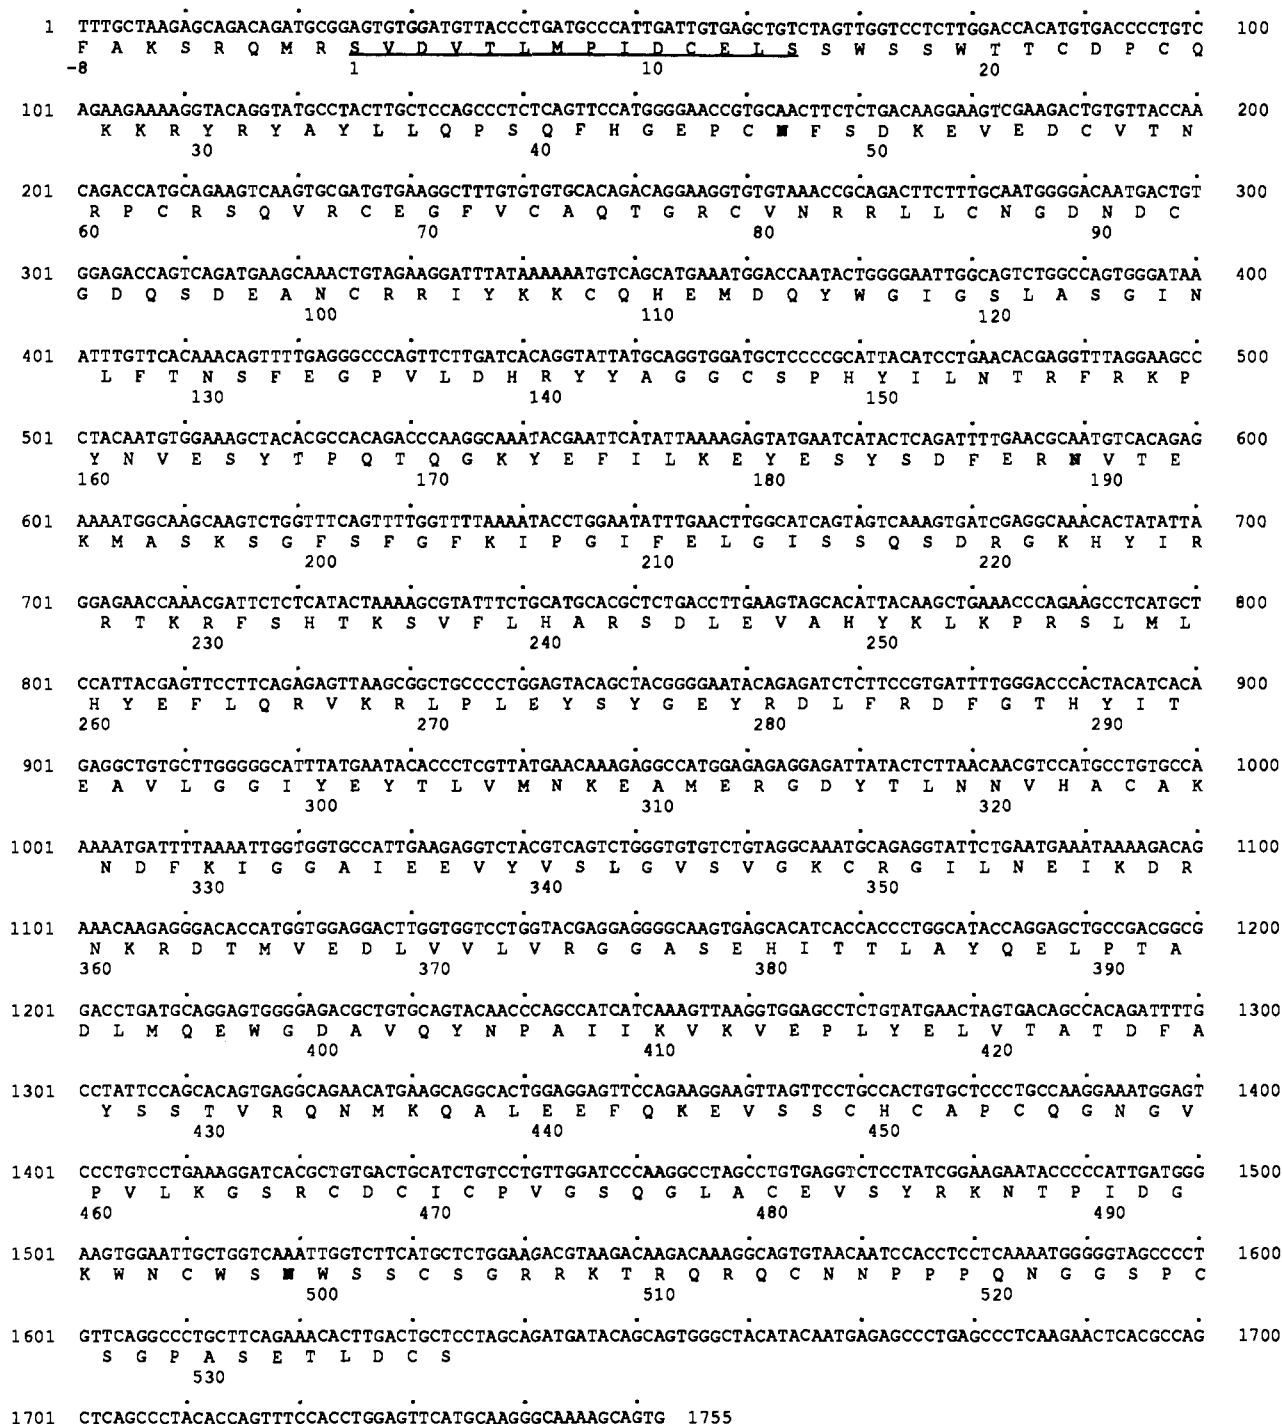 1 TTTGCTAAGAGCAGACAGATGCGGAGTGTGGATGTTACCCTGATGCCCATTGATTGTGAGCTGTCTAGTTGGTCCTCTTGGACCACATGTGACCCCTGTC 100
F A K S R Q M R S V D V T L M P I D C E L S S W S S W T T C D P C Q
-8 1 10 20
101 AGAAGAAAAGGTACAGGTATGCCTACTTGCTCCAGCCCTCTCAGTTCCATGGGGAACCGTGCAACTTCTCTGACAAGGAAGTCGAAGACTGTGTTACCAA 200
K K R Y R Y A Y L L Q P S Q F H G E P C N F S D K E V E D C V T N
30 40 50
201 CAGACCATGCAGAAGTCAAGTGCGATGTGAAGGCTTTGTGTGTGCACAGACAGGAAGGTGTGTAAACCGCAGACTTCTTTGCAATGGGGACAATGACTGT 300
R P C R S Q V R C E G F V C A Q T G R C V N R R L L C N G D N D C
60 70 80 90
301 GGAGACCAGTCAGATGAAGCAAACTGTAGAAGGATTTATAAAAAATGTCAGCATGAAATGGACCAATACTGGGGAATTGGCAGTCTGGCCAGTGGGATAA 400
G D Q S D E A N C R R I Y K K C Q H E M D Q Y W G I G S L A S G I N
100 110 120
401 ATTTGTTCACAAACAGTTTTGAGGGCCCAGTTCTTGATCACAGGTATTATGCAGGTGGATGCTCCCCGCATTACATCCTGAACACGAGGTTTAGGAAGCC 500
L F T N S F E G P V L D H R Y Y A G G C S P H Y I L N T R F R K P
130 140 150
501 CTACAATGTGGAAAGCTACACGCCACAGACCCAAGGCAAATACGAATTCATATTAAAAGAGTATGAATCATACTCAGATTTTGAACGCAATGTCACAGAG 600
Y N V E S Y T P Q T Q G K Y E F I L K E Y E S Y S D F E R N V T E
160 170 180 190
601 AAAATGGCAAGCAAGTCTGGTTTCAGTTTTGGTTTTAAAATACCTGGAATATTTGAACTTGGCATCAGTAGTCAAAGTGATCGAGGCAAACACTATATTA 700
K M A S K S G F S F G F K I P G I F E L G I S S Q S D R G K H Y I R
200 210 220
701 GGAGAACCAAACGATTCTCTCATACTAAAAGCGTATTTCTGCATGCACGCTCTGACCTTGAAGTAGCACATTACAAGCTGAAACCCAGAAGCCTCATGCT 800
R T K R F S H T K S V F L H A R S D L E V A H Y K L K P R S L M L
230 240 250
801 CCATTACGAGTTCCTTCAGAGAGTTAAGCGGCTGCCCCTGGAGTACAGCTACGGGGAATACAGAGATCTCTTCCGTGATTTTGGGACCCACTACATCACA 900
H Y E F L Q R V K R L P L E Y S Y G E Y R D L F R D F G T H Y I T
260 270 280 290
901 GAGGCTGTGCTTGGGGGCATTTATGAATACACCCTCGTTATGAACAAAGAGGCCATGGAGAGAGGAGATTATACTCTTAACAACGTCCATGCCTGTGCCA 1000
E A V L G G I Y E Y T L V M N K E A M E R G D Y T L N N V H A C A K
300 310 320
1001 AAAATGATTTTAAAATTGGTGGTGCCATTGAAGAGGTCTACGTCAGTCTGGGTGTGTCTGTAGGCAAATGCAGAGGTATTCTGAATGAAATAAAAGACAG 1100
N D F K I G G A I E E V Y V S L G V S V G K C R G I L N E I K D R
330 340 350
1101 AAACAAGAGGGACACCATGGTGGAGGACTTGGTGGTCCTGGTACGAGGAGGGGCAAGTGAGCACATCACCACCCTGGCATACCAGGAGCTGCCGACGGCG 1200
N K R D T M V E D L V V L V R G G A S E H I T T L A Y Q E L P T A
360 370 380 390
1201 GACCTGATGCAGGAGTGGGGAGACGCTGTGCAGTACAACCCAGCCATCATCAAAGTTAAGGTGGAGCCTCTGTATGAACTAGTGACAGCCACAGATTTTG 1300
D L M Q E W G D A V Q Y N P A I I K V K V E P L Y E L V T A T D F A
400 410 420
1301 CCTATTCCAGCACAGTGAGGCAGAACATGAAGCAGGCACTGGAGGAGTTCCAGAAGGAAGTTAGTTCCTGCCACTGTGCTCCCTGCCAAGGAAATGGAGT 1400
Y S S T V R Q N M K Q A L E E F Q K E V S S C H C A P C Q G N G V
430 440 450
1401 CCCTGTCCTGAAAGGATCACGCTGTGACTGCATCTGTCCTGTTGGATCCCAAGGCCTAGCCTGTGAGGTCTCCTATCGGAAGAATACCCCCATTGATGGG 1500
P V L K G S R C D C I C P V G S Q G L A C E V S Y R K N T P I D G
460 470 480 490
1501 AAGTGGAATTGCTGGTCAAATTGGTCTTCATGCTCTGGAAGACGTAAGACAAGACAAAGGCAGTGTAACAATCCACCTCCTCAAAATGGGGGTAGCCCCT 1600
K W N C W S N W S S C S G R R K T R Q R Q C N N P P P Q N G G S P C
500 510 520
1601 GTTCAGGCCCTGCTTCAGAAACACTTGACTGCTCCTAGCAGATGATACAGCAGTGGGCTACATACAATGAGAGCCCTGAGCCCTCAAGAACTCACGCCAG 1700
S G P A S E T L D C S
530
1701 CTCAGCCCTACACCAGTTTCCACCTGGAGTTCATGCAAGGGCAAAAGCAGTG 1755